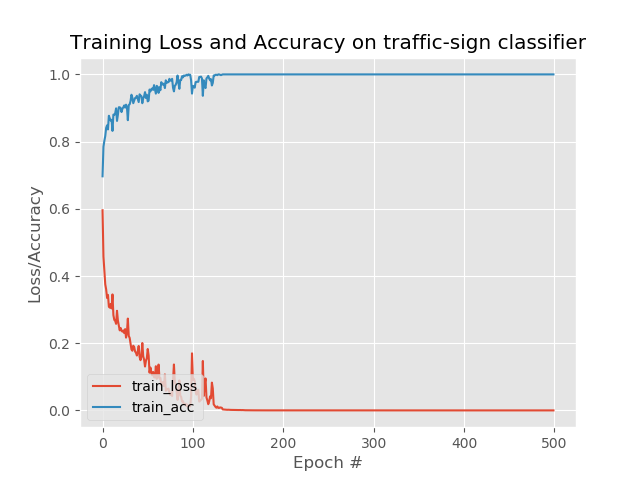 Training Loss and Accuracy on traffic-sign classifier
1.0
0.8
0.6
0.4
0.2
0.0
Loss/Accuracy
train_loss
train_acc
0 100 200 300 400 500
Epoch #